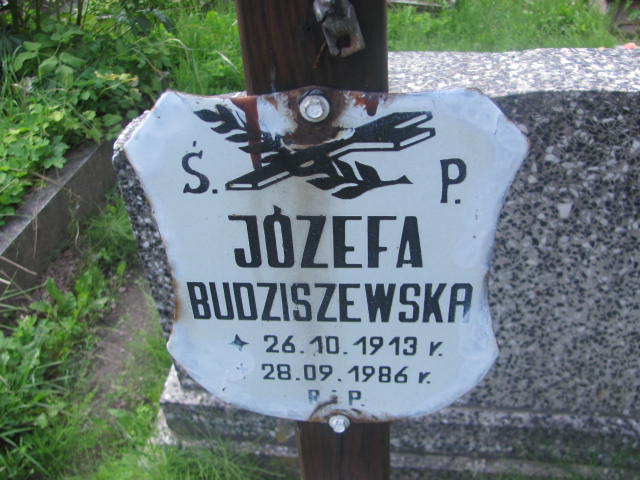 Ś. P.
JÓZEFA
BUDZISZEWSKA
26.10.1913 r.
28.09.1986 r.
R i P.